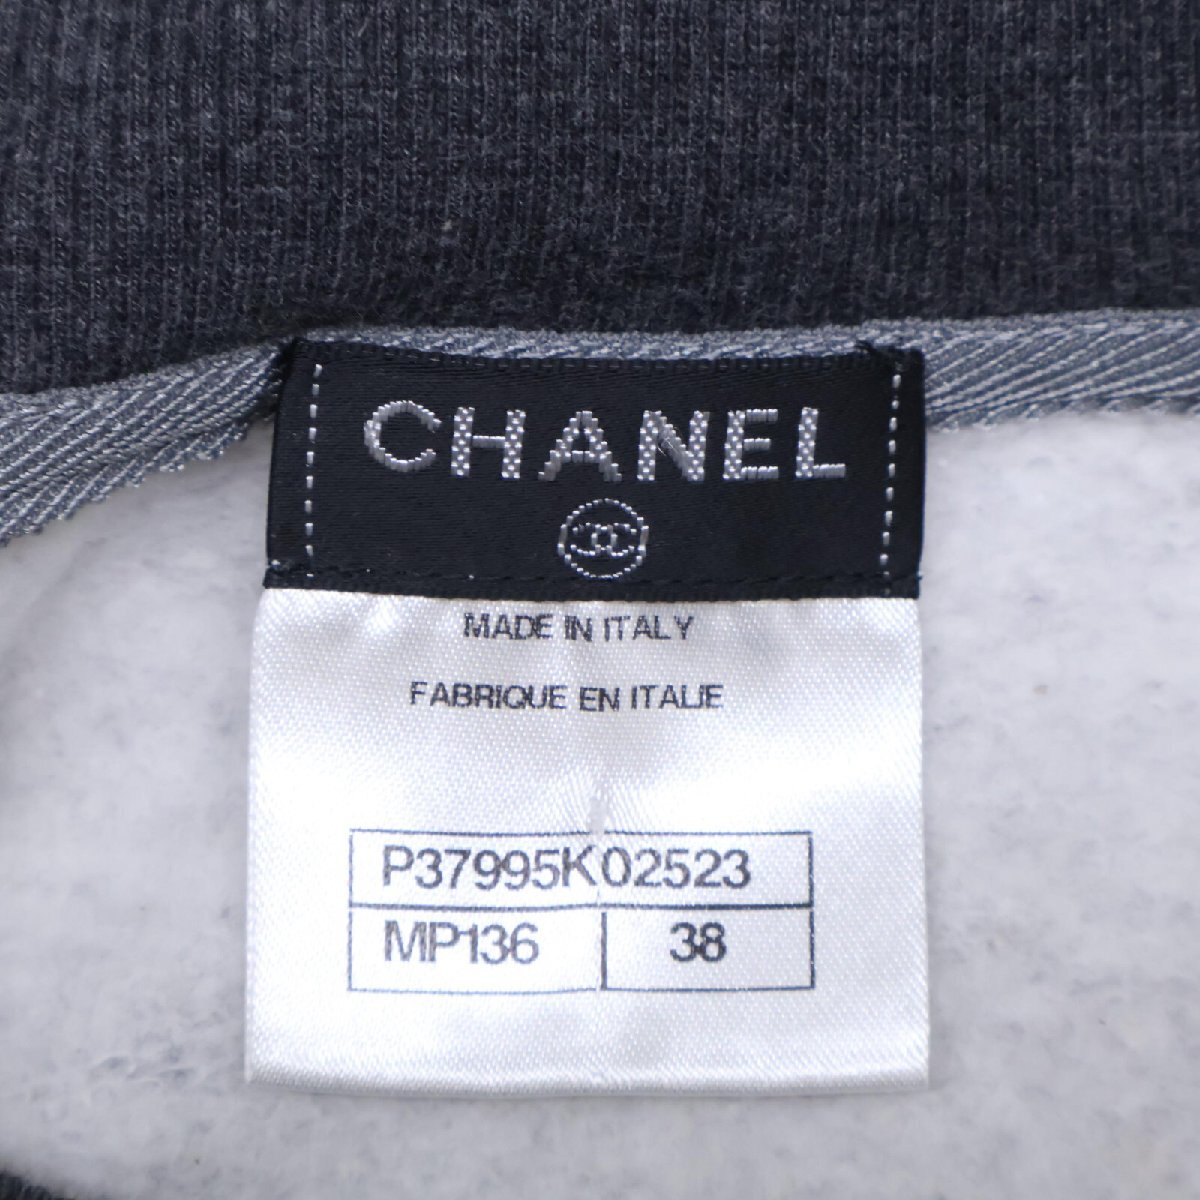 CHANEL
MADE IN ITALY
FABRIQUE EN ITALIE
P37995K02523
MP136 38